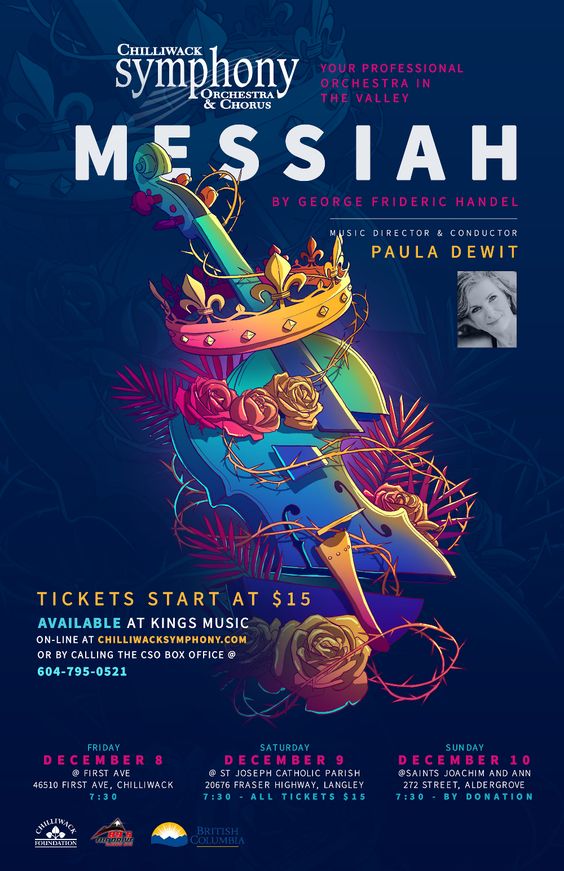 CHILLIWACK
symphony
ORCHESTRA
& CHORUS
YOUR PROFESSIONAL
ORCHESTRA IN
THE VALLEY
MESSIAH
BY GEORGE FRIDERIC HANDEL
MUSIC DIRECTOR & CONDUCTOR
PAULA DEWIT
TICKETS START AT $15
AVAILABLE AT KINGS MUSIC
ON-LINE AT CHILLIWACKSYMPHONY.COM
OR BY CALLING THE CSO BOX OFFICE @
604-795-0521
FRIDAY
DECEMBER 8
@ FIRST AVE
46510 FIRST AVE, CHILLIWACK
7:30
SATURDAY
DECEMBER 9
@ ST JOSEPH CATHOLIC PARISH
20676 FRASER HIGHWAY, LANGLEY
7:30 - ALL TICKETS $15
SUNDAY
DECEMBER 10
@SAINTS JOACHIM AND ANN
272 STREET, ALDERGROVE
7:30 - BY DONATION
CHILLIWACK
FOUNDATION
BRITISH
COLUMBIA